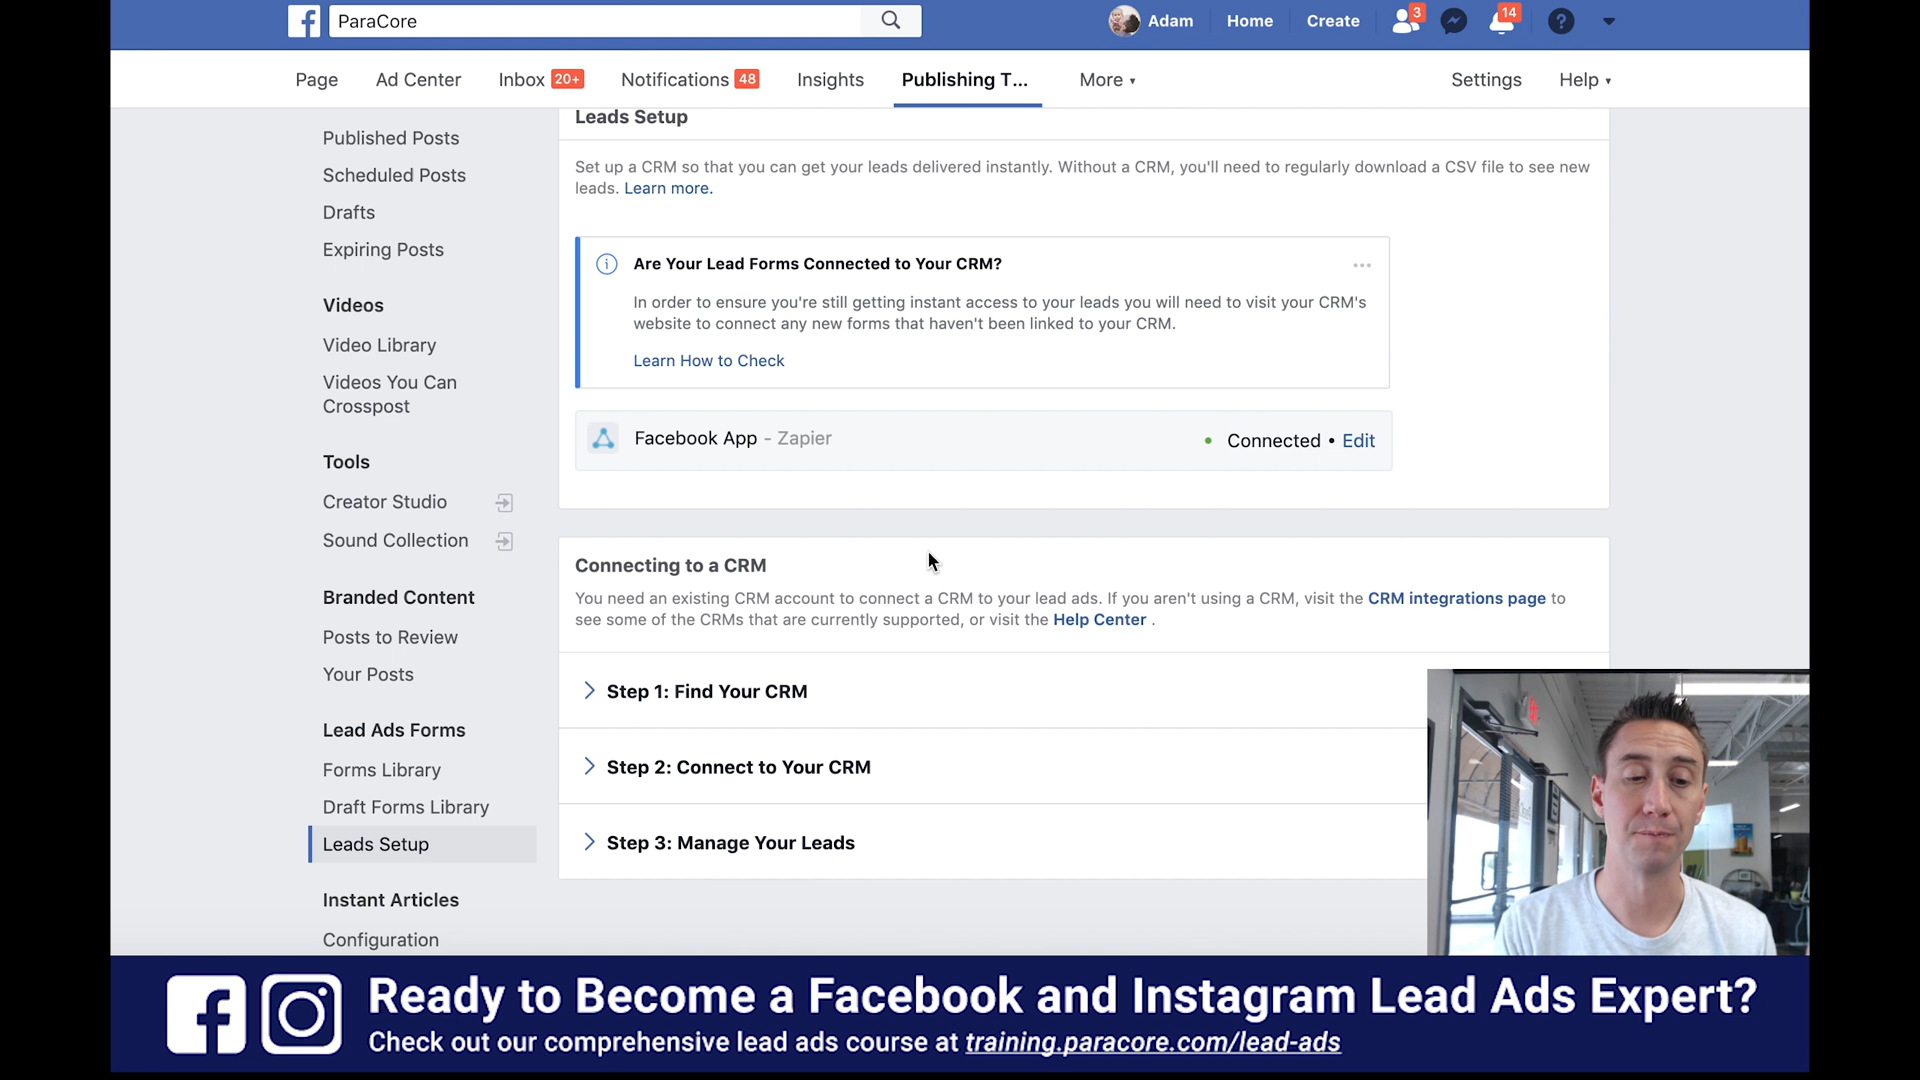 ParaCore
Adam
Home
Create
3
14
Page
Ad Center
Inbox 20+
Notifications 48
Insights
Publishing T...
More
Settings
Help
Published Posts
Scheduled Posts
Drafts
Expiring Posts
Videos
Video Library
Videos You Can
Crosspost
Tools
Creator Studio
Sound Collection
Branded Content
Posts to Review
Your Posts
Lead Ads Forms
Forms Library
Draft Forms Library
Leads Setup
Instant Articles
Configuration
Leads Setup
Set up a CRM so that you can get your leads delivered instantly. Without a CRM, you'll need to regularly download a CSV file to see new
leads. Learn more.
Are Your Lead Forms Connected to Your CRM?
In order to ensure you're still getting instant access to your leads you will need to visit your CRM's
website to connect any new forms that haven't been linked to your CRM.
Learn How to Check
Facebook App - Zapier
Connected • Edit
Connecting to a CRM
You need an existing CRM account to connect a CRM to your lead ads. If you aren't using a CRM, visit the CRM integrations page to
see some of the CRMs that are currently supported, or visit the Help Center .
Step 1: Find Your CRM
Step 2: Connect to Your CRM
Step 3: Manage Your Leads
Ready to Become a Facebook and Instagram Lead Ads Expert?
Check out our comprehensive lead ads course at training.paracore.com/lead-ads